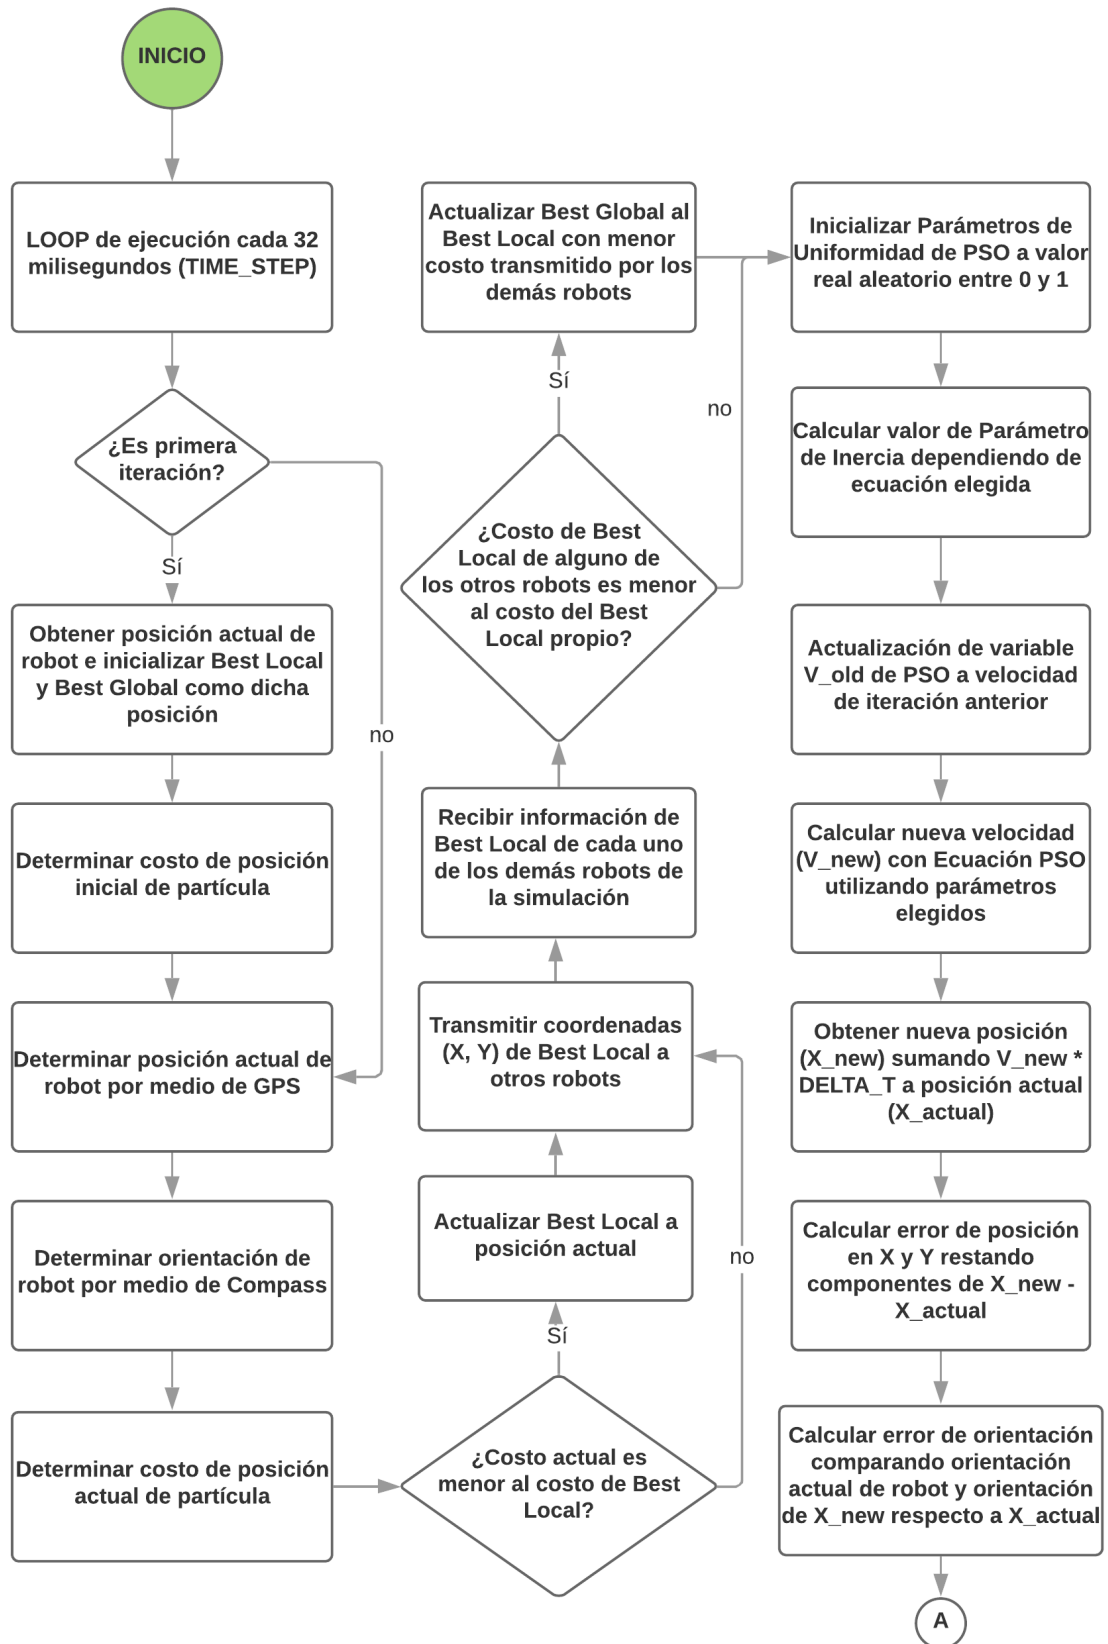 INICIO
LOOP de ejecución cada 32
milisegundos (TIME_STEP)
¿Es primera
iteración?
Sí
no
Obtener posición actual de
robot e inicializar Best Local
y Best Global como dicha
posición
Determinar costo de posición
inicial de partícula
Determinar posición actual de
robot por medio de GPS
Determinar orientación de
robot por medio de Compass
Determinar costo de posición
actual de partícula
¿Costo actual es
menor al costo de Best
Local?
Sí
no
Actualizar Best Local a
posición actual
Transmitir coordenadas
(X, Y) de Best Local a
otros robots
Recibir información de
Best Local de cada uno
de los demás robots de
la simulación
¿Costo de Best
Local de alguno de
los otros robots es menor
al costo del Best
Local propio?
Sí
no
Actualizar Best Global al
Best Local con menor
costo transmitido por los
demás robots
Inicializar Parámetros de
Uniformidad de PSO a valor
real aleatorio entre 0 y 1
Calcular valor de Parámetro
de Inercia dependiendo de
ecuación elegida
Actualización de variable
V_old de PSO a velocidad
de iteración anterior
Calcular nueva velocidad
(V_new) con Ecuación PSO
utilizando parámetros
elegidos
Obtener nueva posición
(X_new) sumando V_new *
DELTA_T a posición actual
(X_actual)
Calcular error de posición
en X y Y restando
componentes de X_new -
X_actual
Calcular error de orientación
comparando orientación
actual de robot y orientación
de X_new respecto a X_actual
A